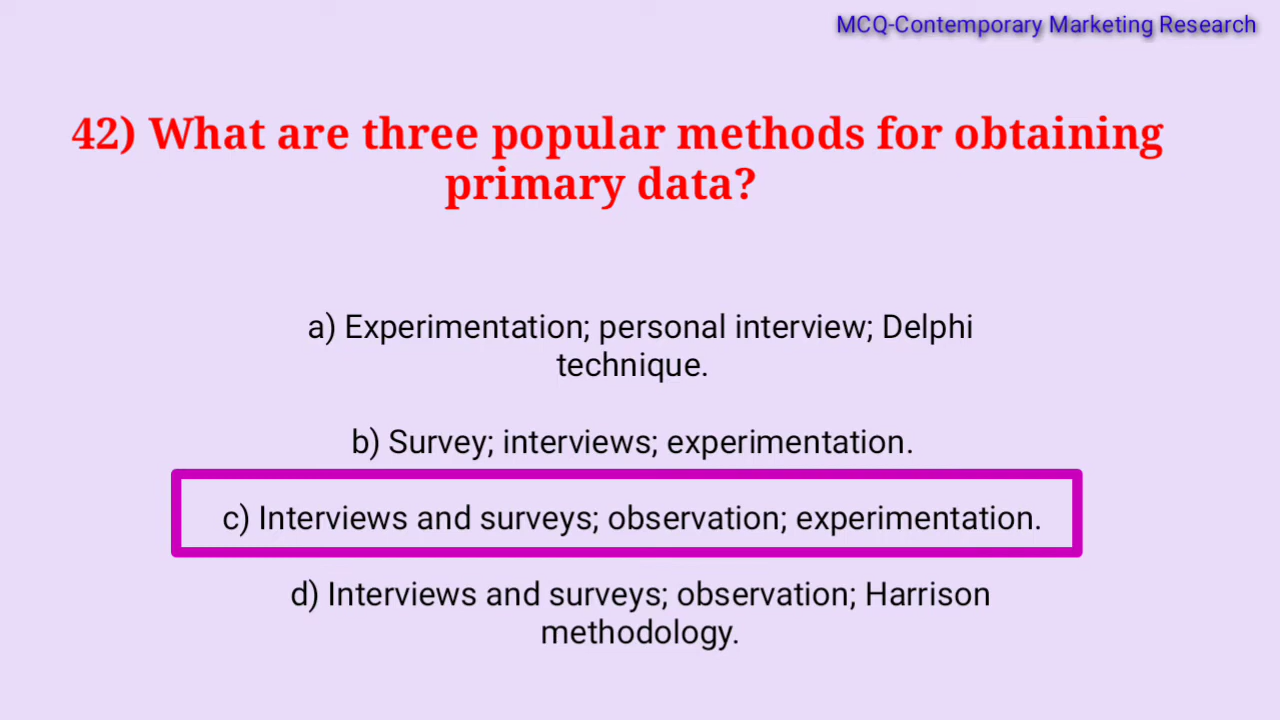 MCQ-Contemporary Marketing Research
42) What are three popular methods for obtaining
primary data?
a) Experimentation; personal interview; Delphi
technique.
b) Survey; interviews; experimentation.
c) Interviews and surveys; observation; experimentation.
d) Interviews and surveys; observation; Harrison
methodology.